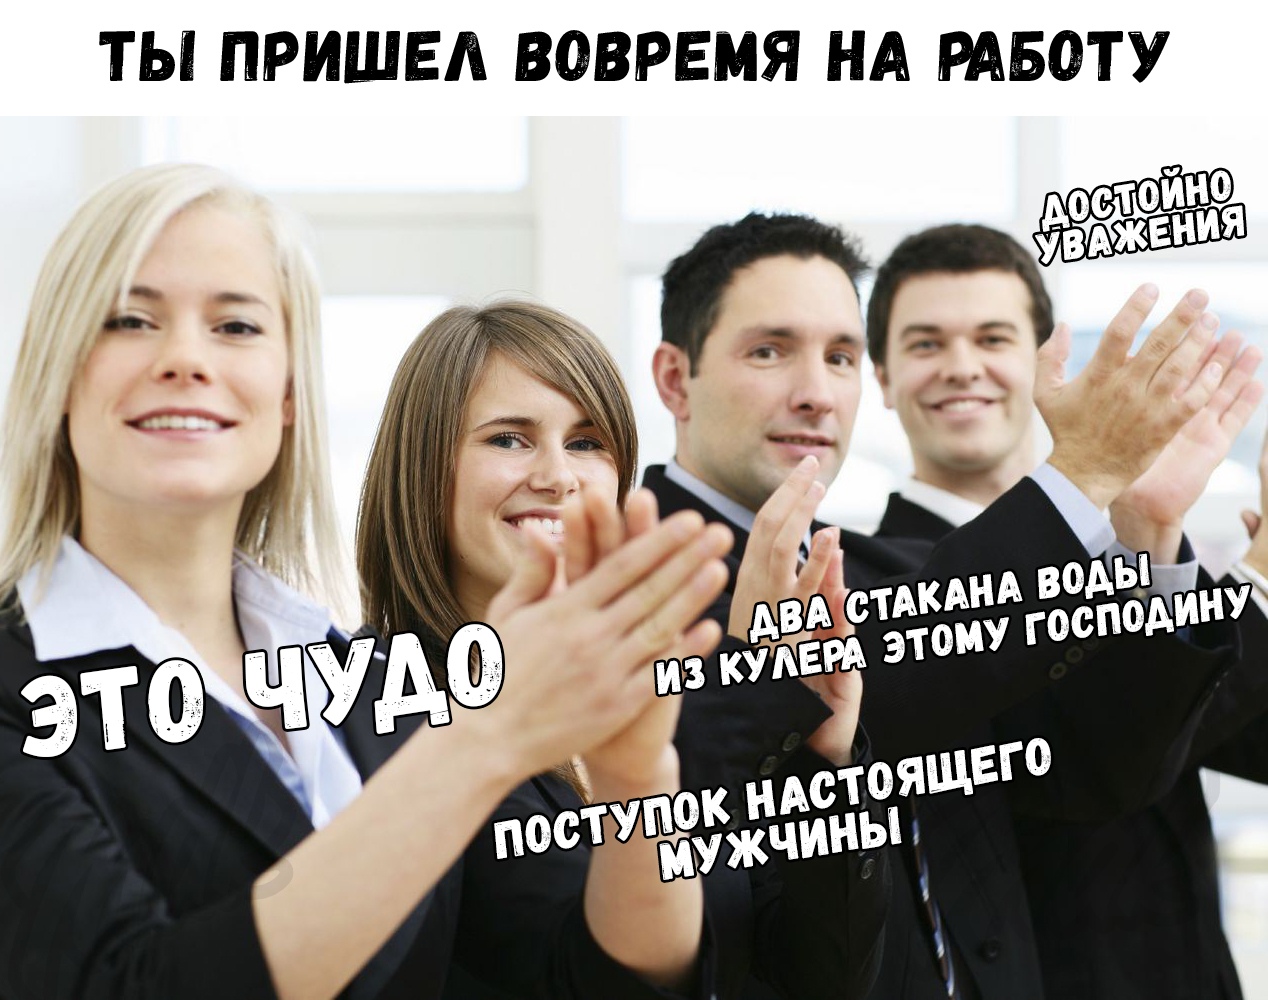 ТЫ ПРИШЕЛ ВОВРЕМЯ НА РАБОТУ
ДОСТОЙНО
УВАЖЕНИЯ
ДВА СТАКАНА ВОДЫ
ИЗ КУЛЕРА ЭТОМУ ГОСПОДИНУ
ЭТО ЧУДО
ПОСТУПОК НАСТОЯЩЕГО
МУЖЧИНЫ